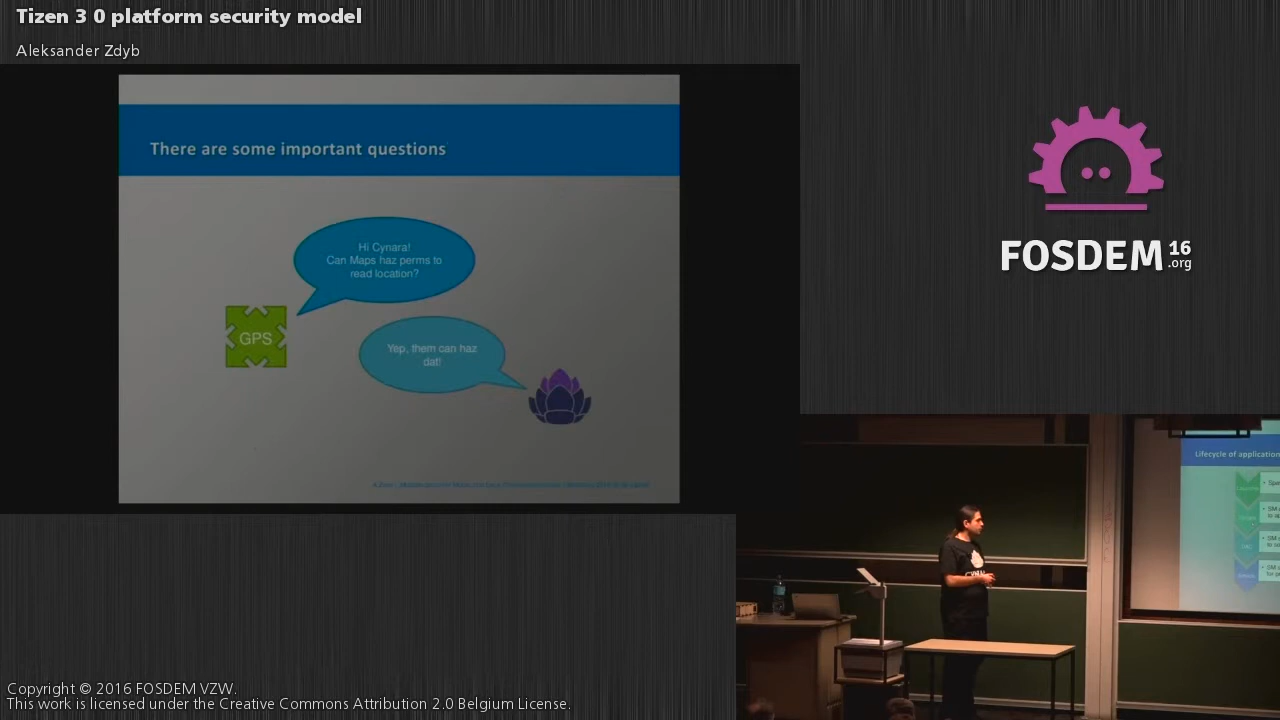 Tizen 3 0 platform security model
Aleksander Zdyb
There are some important questions
Hi Cynara!
Can Maps haz perms to
read location?
GPS
Yep, them can haz
dat!
FOSDEM 16
.org
Lifecycle of application
Copyright © 2016 FOSDEM VZW.
This work is licensed under the Creative Commons Attribution 2.0 Belgium License.